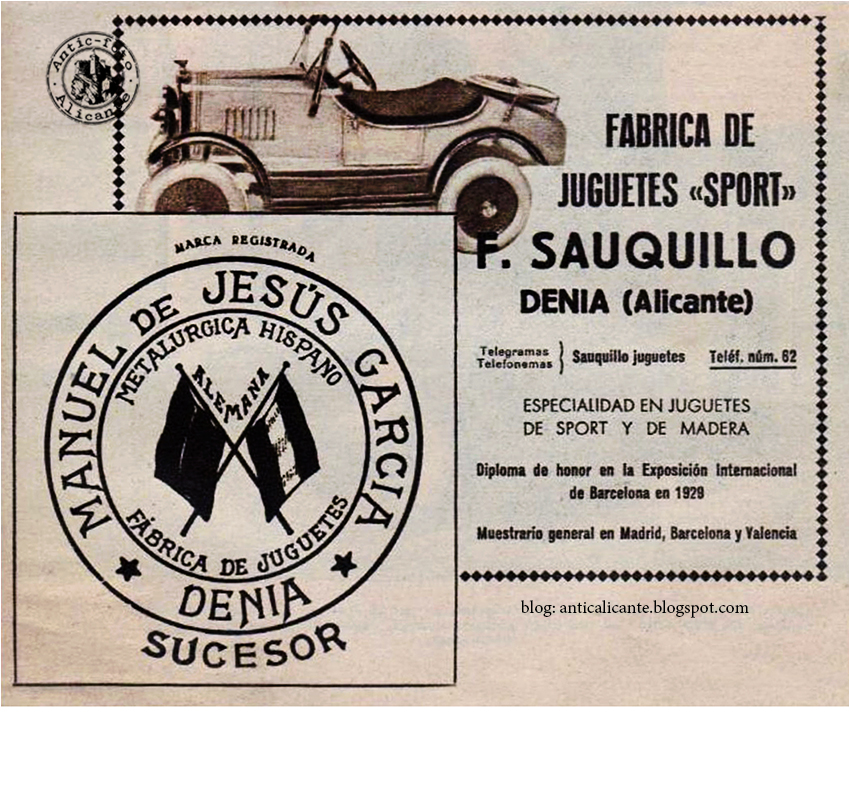 Antic-foto
Alicante
FABRICA DE
JUGUETES «SPORT»
F. SAUQUILLO
DENIA (Alicante)
Telegramas
Telefonemas } Sauquillo juguetes Teléf. núm. 62
ESPECIALIDAD EN JUGUETES
DE SPORT Y DE MADERA
Diploma de honor en la Exposición Internacional
de Barcelona en 1929
Muestrario general en Madrid, Barcelona y Valencia
MARCA REGISTRADA
MANUEL DE JESÚS GARCIA
METALURGICA HISPANO
ALEMANA
FÁBRICA DE JUGUETES
DENIA
SUCESOR
blog: anticalicante.blogspot.com